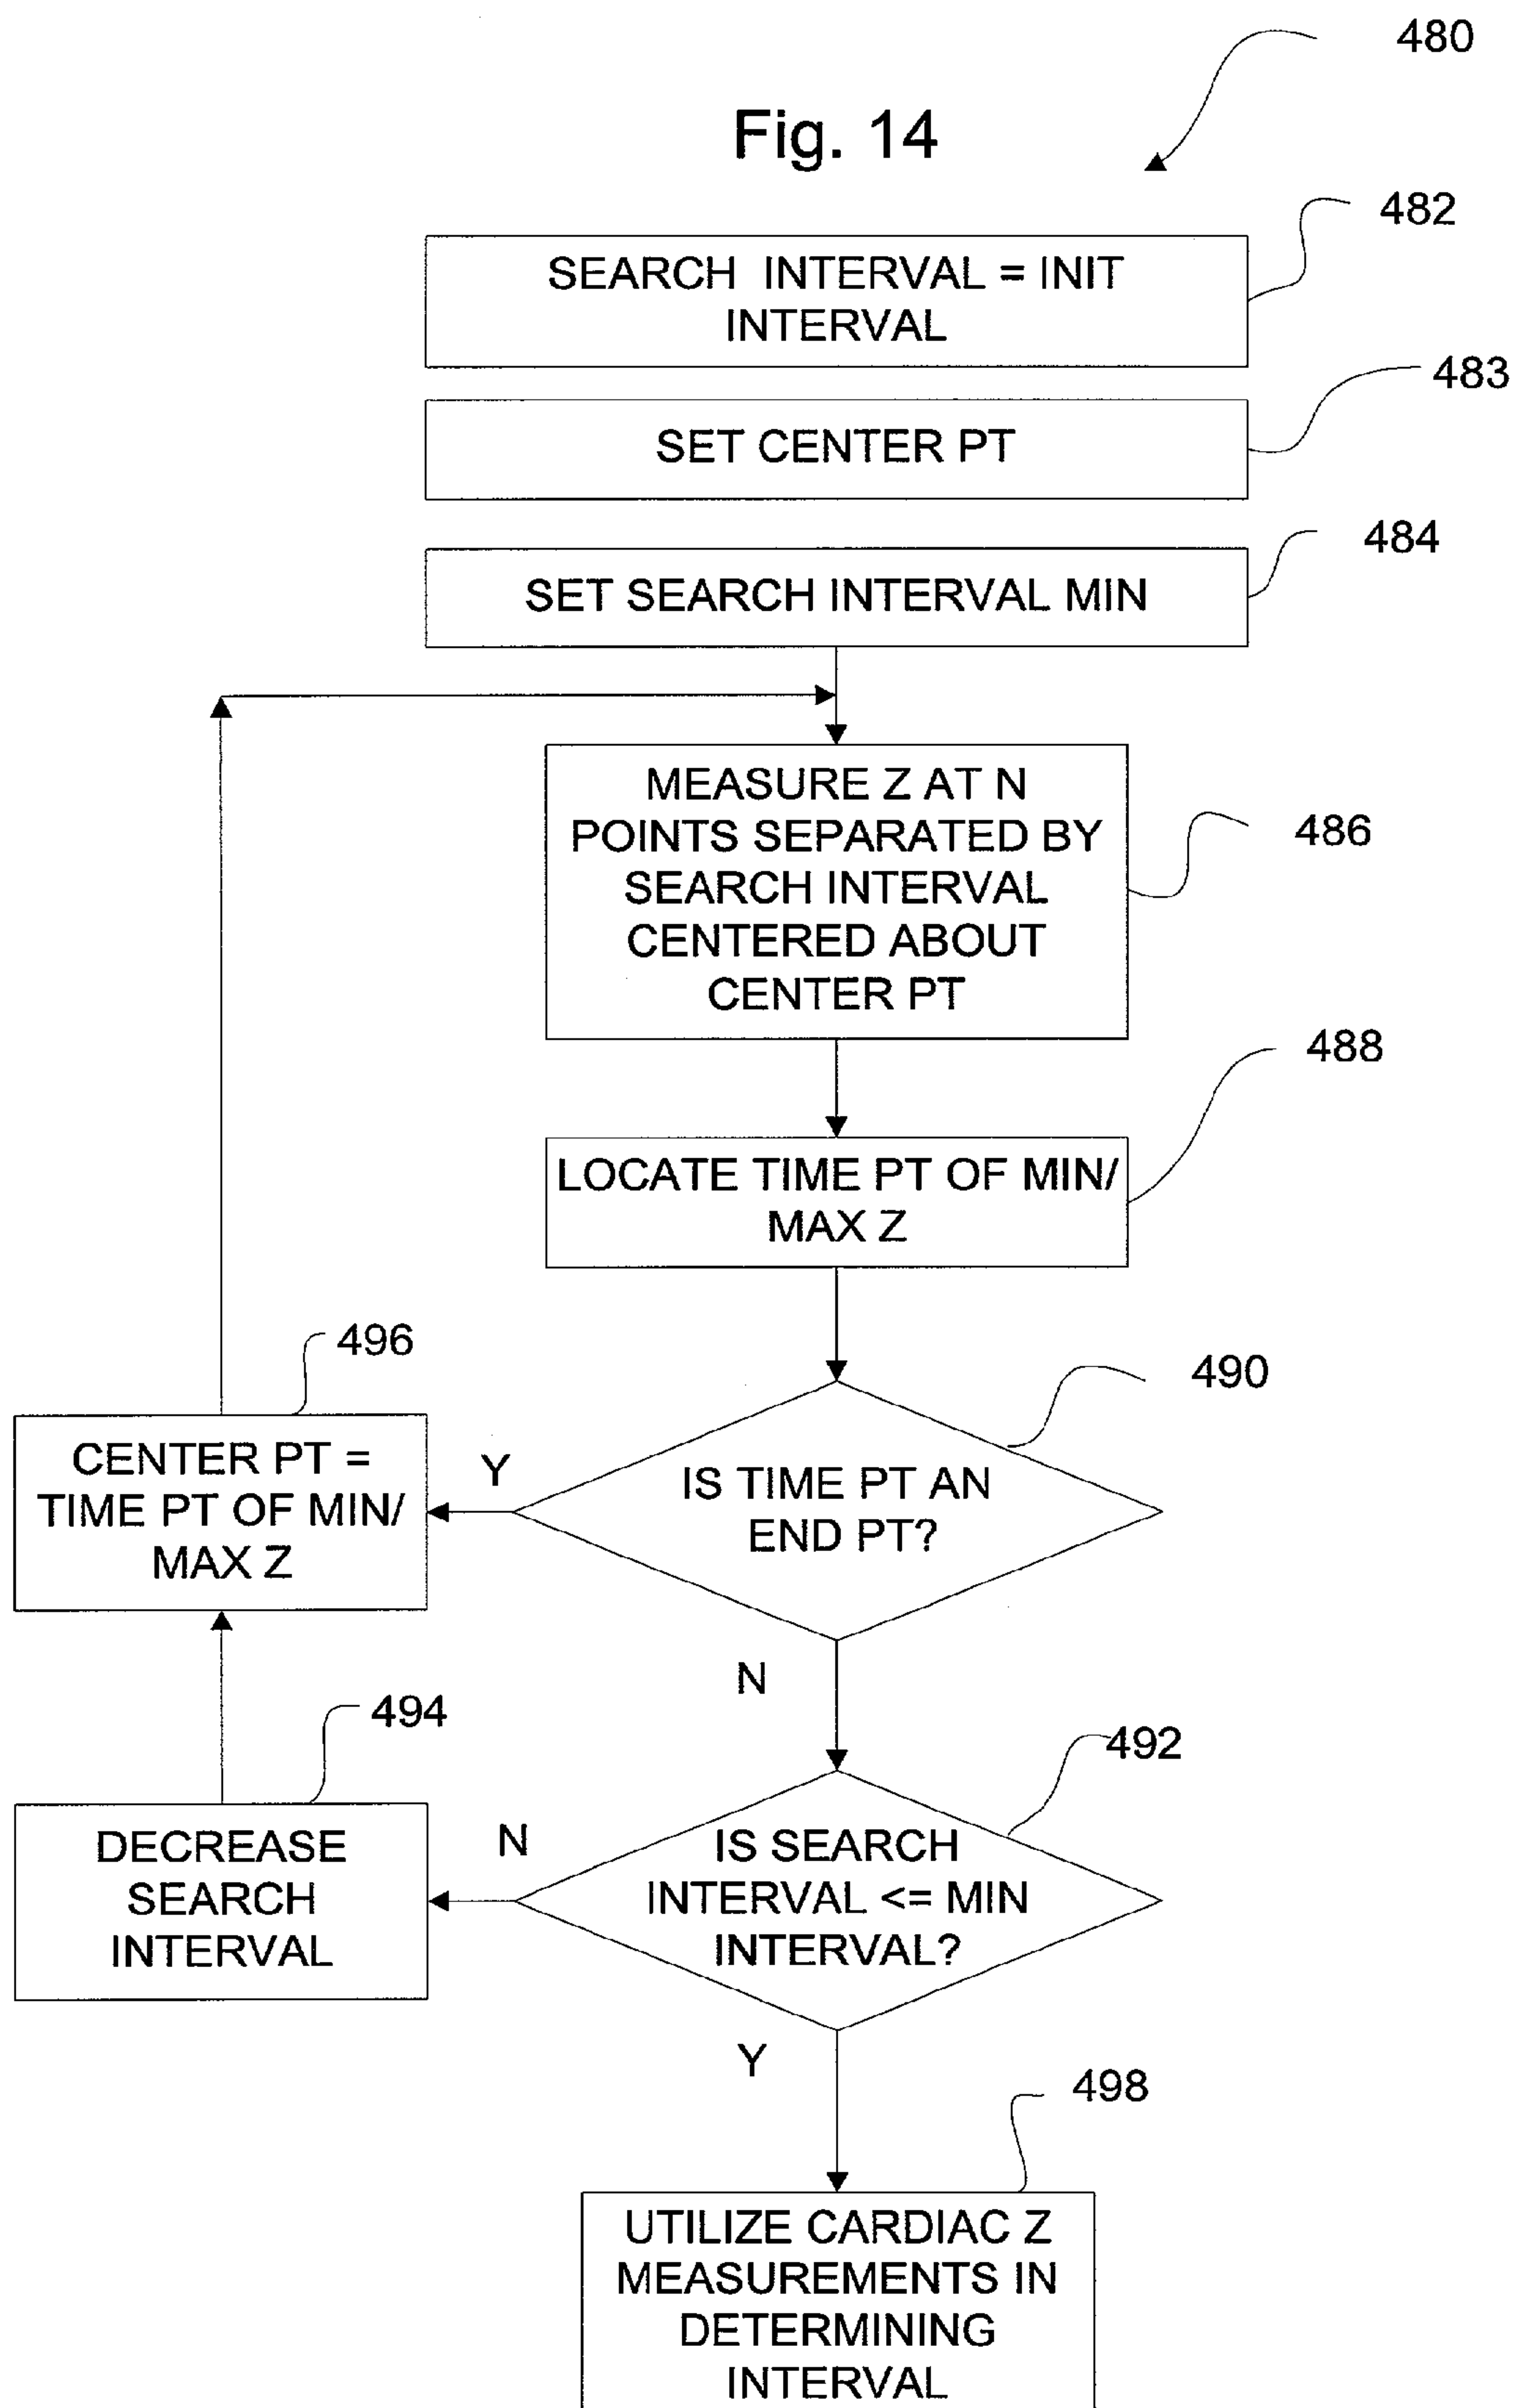 480
Fig. 14
482
SEARCH INTERVAL = INIT
INTERVAL
483
SET CENTER PT
484
SET SEARCH INTERVAL MIN
MEASURE Z AT N
POINTS SEPARATED BY
SEARCH INTERVAL
CENTERED ABOUT
CENTER PT
486
488
LOCATE TIME PT OF MIN/
MAX Z
496
490
CENTER PT =
TIME PT OF MIN/
MAX Z
Y
IS TIME PT AN
END PT?
N
494
492
DECREASE
SEARCH
INTERVAL
N
IS SEARCH
INTERVAL <= MIN
INTERVAL?
Y
498
UTILIZE CARDIAC Z
MEASUREMENTS IN
DETERMINING
INTERVAL